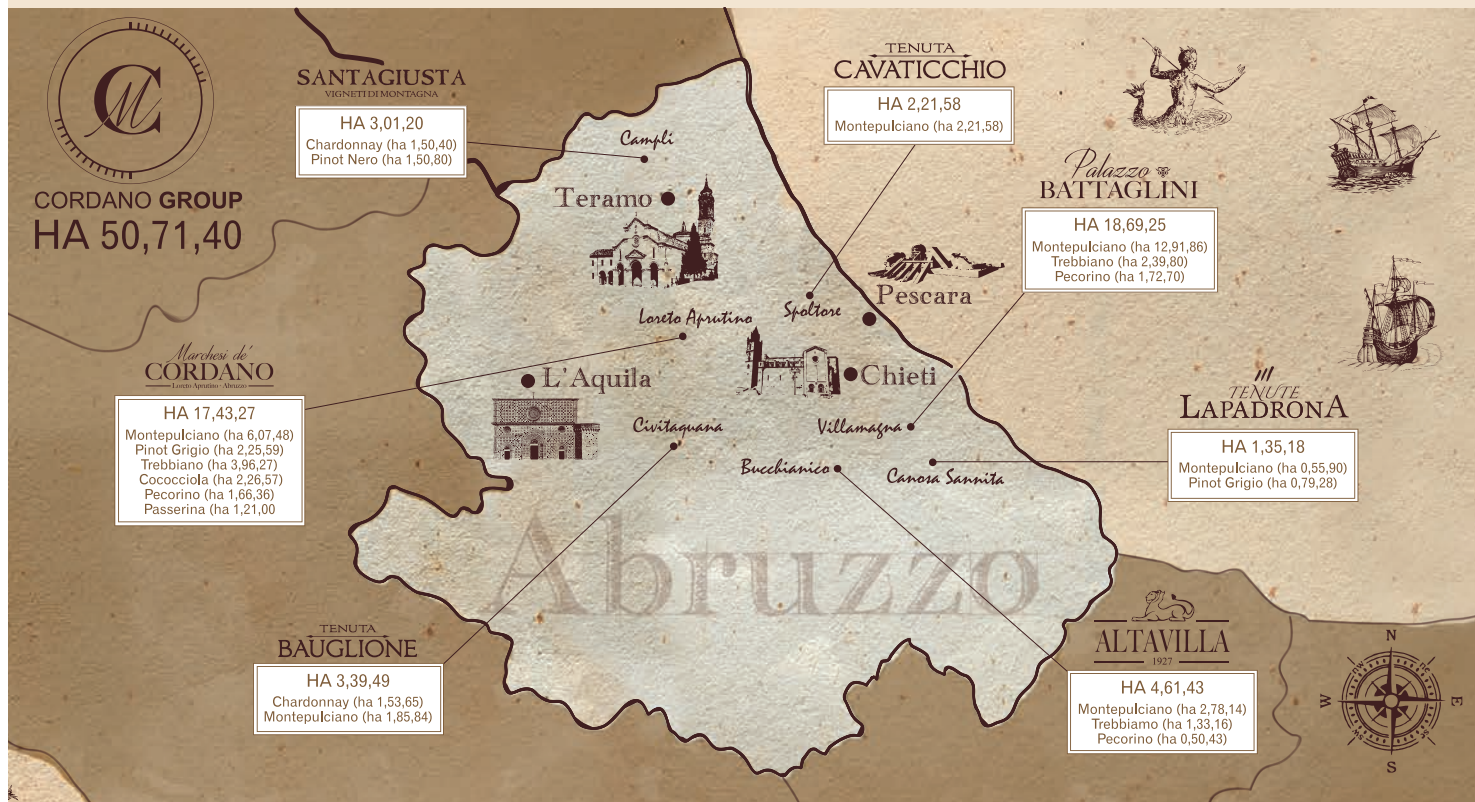 CM
CORDANO GROUP
HA 50,71,40
SANTAGIUSTA
VIGNETI DI MONTAGNA
HA 3,01,20
Chardonnay (ha 1,50,40)
Pinot Nero (ha 1,50,80)
TENUTA
CAVATICCHIO
HA 2,21,58
Montepulciano (ha 2,21,58)
Palazzo
BATTAGLINI
HA 18,69,25
Montepulciano (ha 12,91,86)
Trebbiano (ha 2,39,80)
Pecorino (ha 1,72,70)
Marchesi de'
CORDANO
Loreto Aprutino - Abruzzo
HA 17,43,27
Montepulciano (ha 6,07,48)
Pinot Grigio (ha 2,25,59)
Trebbiano (ha 3,96,27)
Cococciola (ha 2,26,57)
Pecorino (ha 1,66,36)
Passerina (ha 1,21,00
TENUTE
LAPADRONA
HA 1,35,18
Montepulciano (ha 0,55,90)
Pinot Grigio (ha 0,79,28)
TENUTA
BAUGLIONE
HA 3,39,49
Chardonnay (ha 1,53,65)
Montepulciano (ha 1,85,84)
ALTAVILLA
1927
HA 4,61,43
Montepulciano (ha 2,78,14)
Trebbiamo (ha 1,33,16)
Pecorino (ha 0,50,43)
Campli
Teramo
Pescara
Spoltore
Loreto Aprutino
L'Aquila
Chieti
Civitaquana
Villamagna
Bucchianico
Canosa Sannita
Abruzzo
N
W
E
SW
SE
S